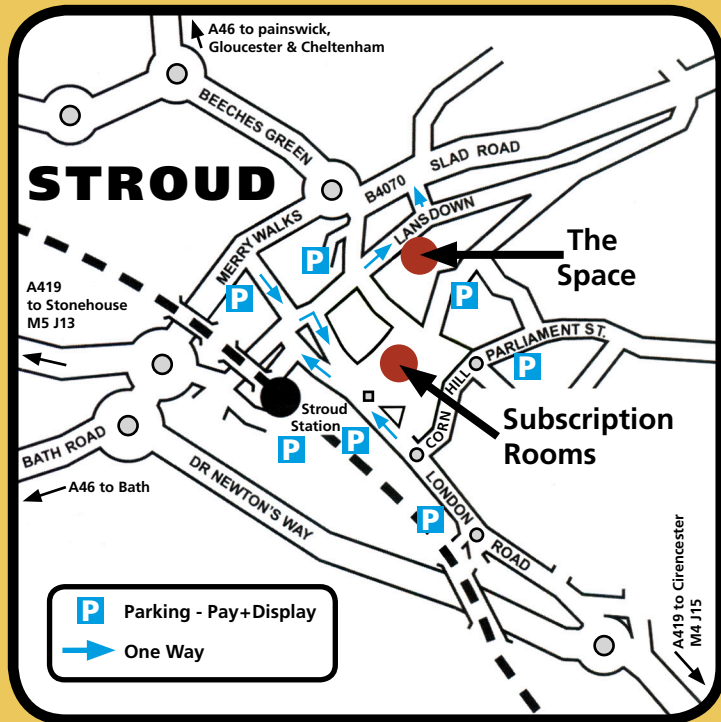 A46 to painswick,
Gloucester & Cheltenham
BEECHES GREEN
STROUD
B4070
SLAD ROAD
MERRY WALKS
P
LANSDOWN
The
Space
A419
to Stonehouse
M5 J13
P
P
PARLIAMENT ST.
P
CORN HILL
Stroud
Station
Subscription
Rooms
P
P
BATH ROAD
A46 to Bath
DR NEWTON'S WAY
P
LONDON
ROAD
A419 to Cirencester
M4 J15
P Parking - Pay+Display
One Way